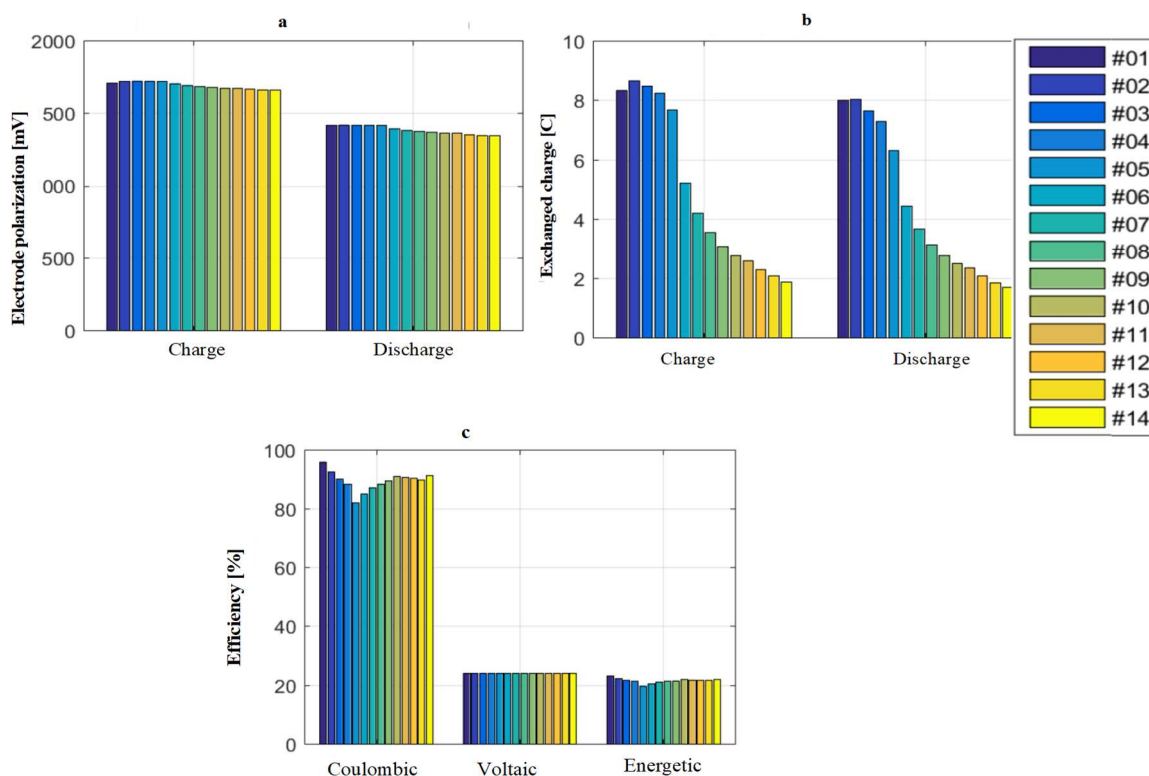 a
Electrode polarization [mV]
2000
500
000
500
0
Charge
Discharge
b
Exchanged charge [C]
10
8
6
4
2
0
Charge
Discharge
#01
#02
#03
#04
#05
#06
#07
#08
#09
#10
#11
#12
#13
#14
c
Efficiency [%]
100
80
60
40
20
0
Coulombic
Voltaic
Energetic